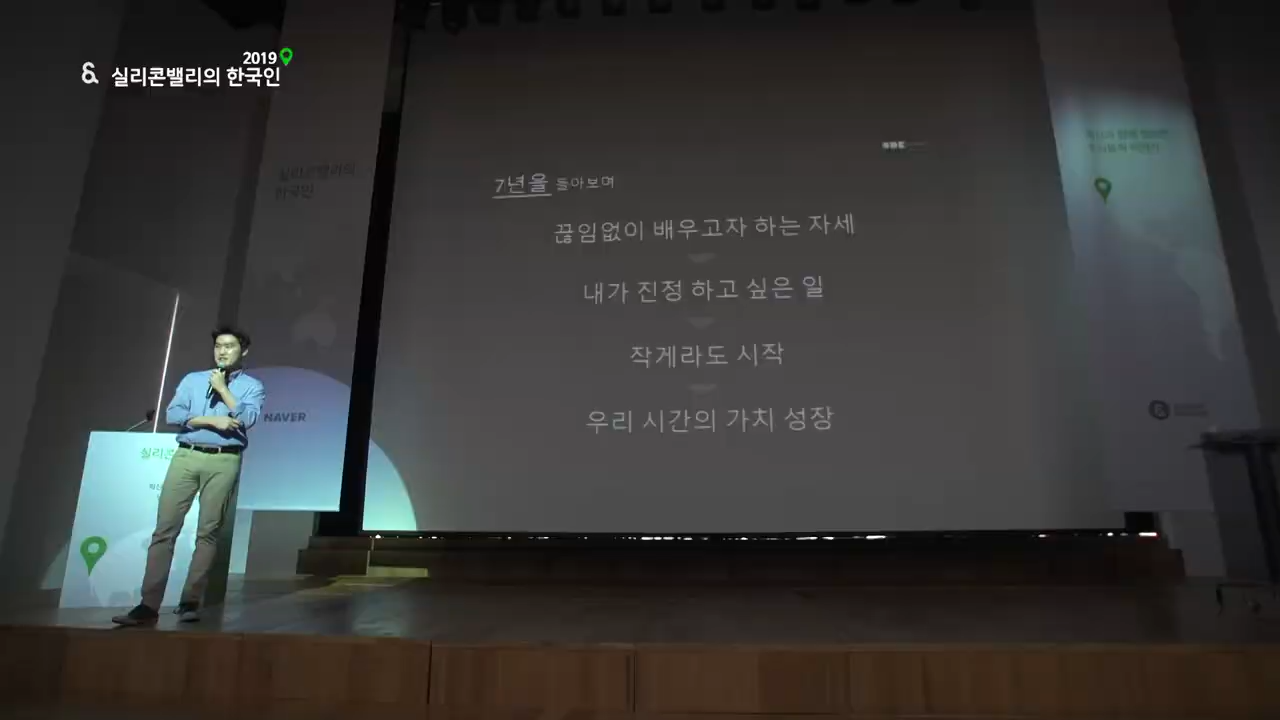 2019
& 실리콘밸리의 한국인
실리콘밸리의
한국인
7년을 돌아보며
끊임없이 배우고자 하는 자세
내가 진정 하고 싶은 일
작게라도 시작
우리 시간의 가치 성장
NAVER
실리콘